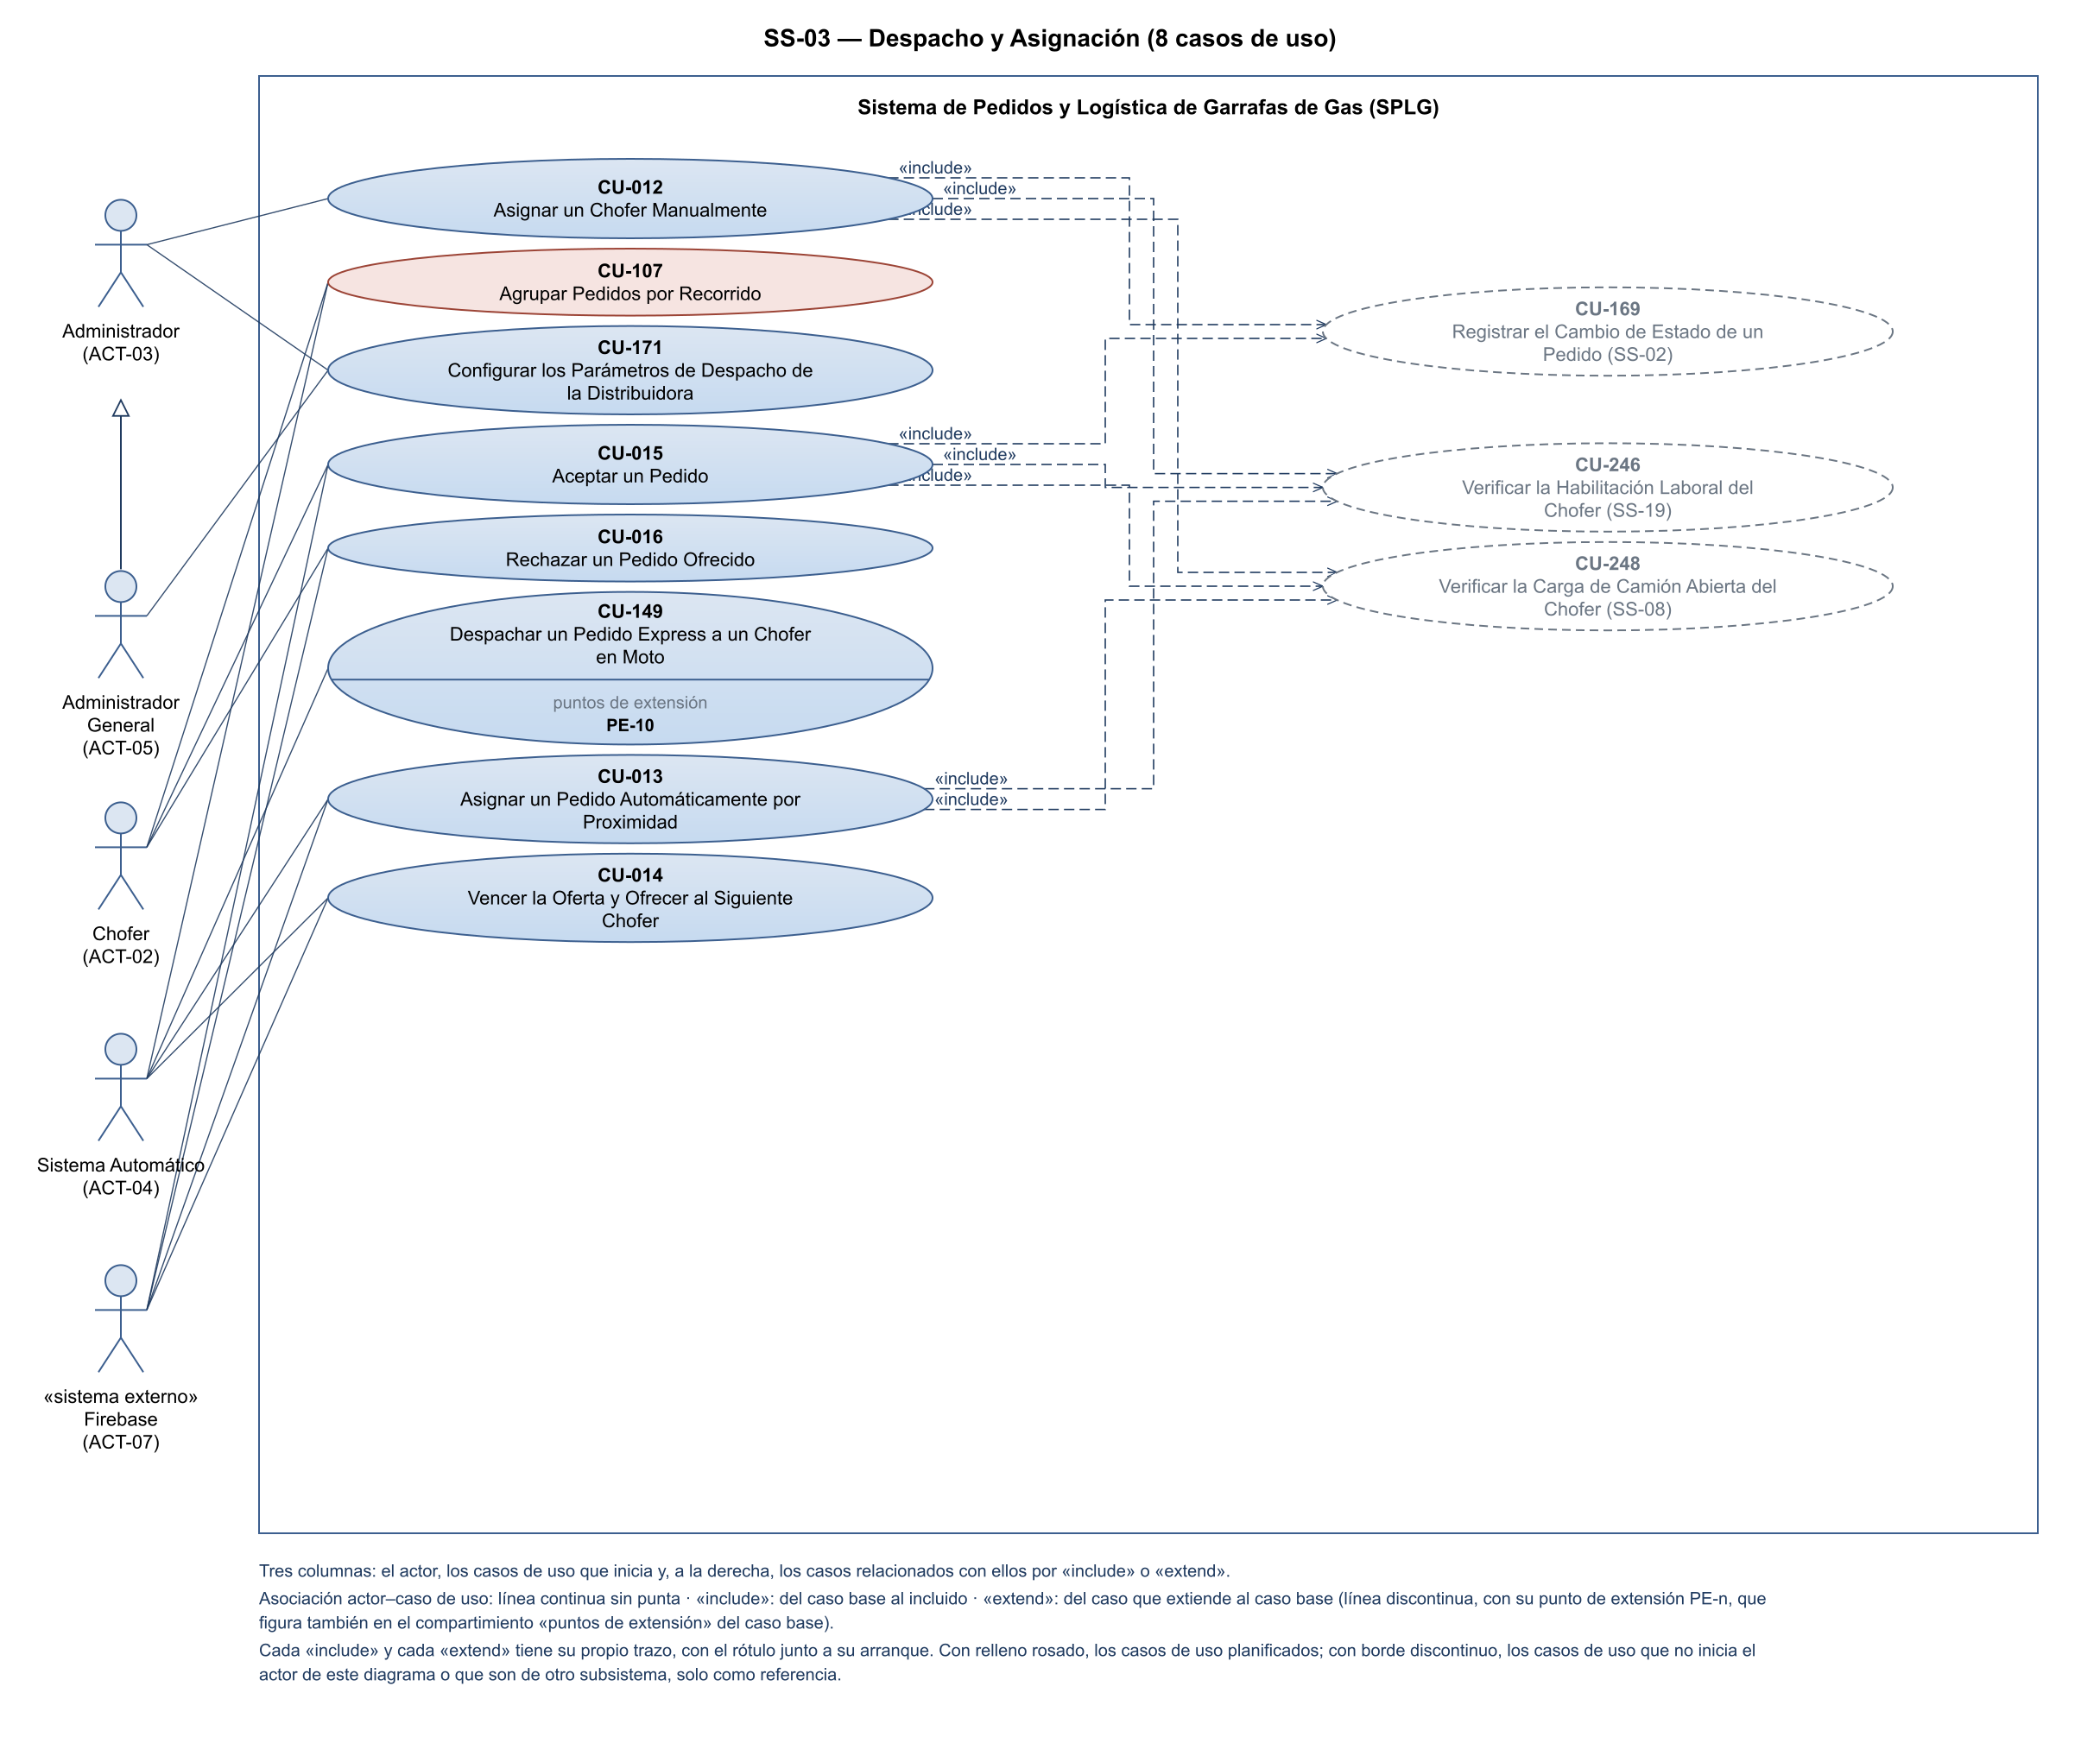 SS-03 — Despacho y Asignación (8 casos de uso)
Sistema de Pedidos y Logística de Garrafas de Gas (SPLG)
Administrador
(ACT-03)
Administrador
General
(ACT-05)
Chofer
(ACT-02)
Sistema Automático
(ACT-04)
«sistema externo»
Firebase
(ACT-07)
CU-012
Asignar un Chofer Manualmente
«include»
«include»
nclude»
CU-107
Agrupar Pedidos por Recorrido
CU-171
Configurar los Parámetros de Despacho de
la Distribuidora
CU-015
Aceptar un Pedido
«include»
«include»
nclude»
CU-016
Rechazar un Pedido Ofrecido
CU-149
Despachar un Pedido Express a un Chofer
en Moto
puntos de extensión
PE-10
CU-013
Asignar un Pedido Automáticamente por
Proximidad
«include»
«include»
CU-014
Vencer la Oferta y Ofrecer al Siguiente
Chofer
CU-169
Registrar el Cambio de Estado de un
Pedido (SS-02)
CU-246
Verificar la Habilitación Laboral del
Chofer (SS-19)
CU-248
Verificar la Carga de Camión Abierta del
Chofer (SS-08)
Tres columnas: el actor, los casos de uso que inicia y, a la derecha, los casos relacionados con ellos por «include» o «extend».
Asociación actor–caso de uso: línea continua sin punta · «include»: del caso base al incluido · «extend»: del caso que extiende al caso base (línea discontinua, con su punto de extensión PE-n, que
figura también en el compartimiento «puntos de extensión» del caso base).
Cada «include» y cada «extend» tiene su propio trazo, con el rótulo junto a su arranque. Con relleno rosado, los casos de uso planificados; con borde discontinuo, los casos de uso que no inicia el
actor de este diagrama o que son de otro subsistema, solo como referencia.